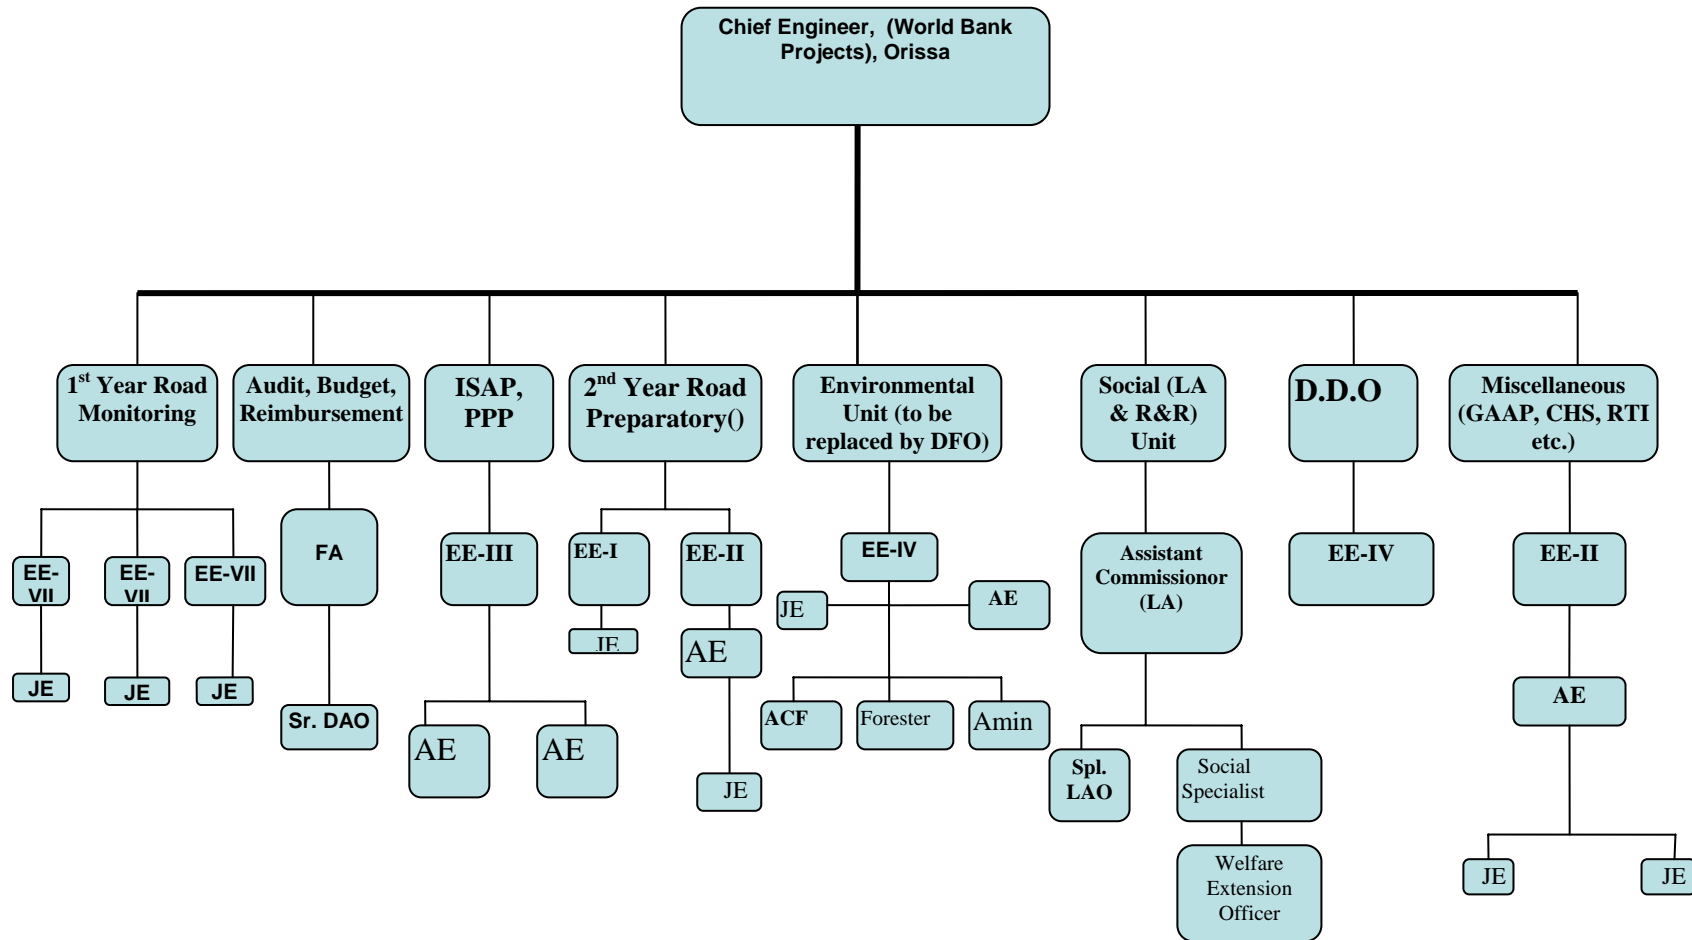 Chief Engineer, (World Bank
Projects), Orissa
1st Year Road
Monitoring
Audit, Budget,
Reimbursement
ISAP,
PPP
2nd Year Road
Preparatory()
Environmental
Unit (to be
replaced by DFO)
Social (LA
& R&R)
Unit
D.D.O
Miscellaneous
(GAAP, CHS, RTI
etc.)
EE-
VII
EE-
VII
EE-VII
FA
EE-III
EE-I
EE-II
EE-IV
Assistant
Commissionor
(LA)
EE-IV
EE-II
JE
AE
JE
AE
JE
JE
JE
Sr. DAO
AE
AE
JE
ACF
Forester
Amin
Spl.
LAO
Social
Specialist
Welfare
Extension
Officer
AE
JE
JE